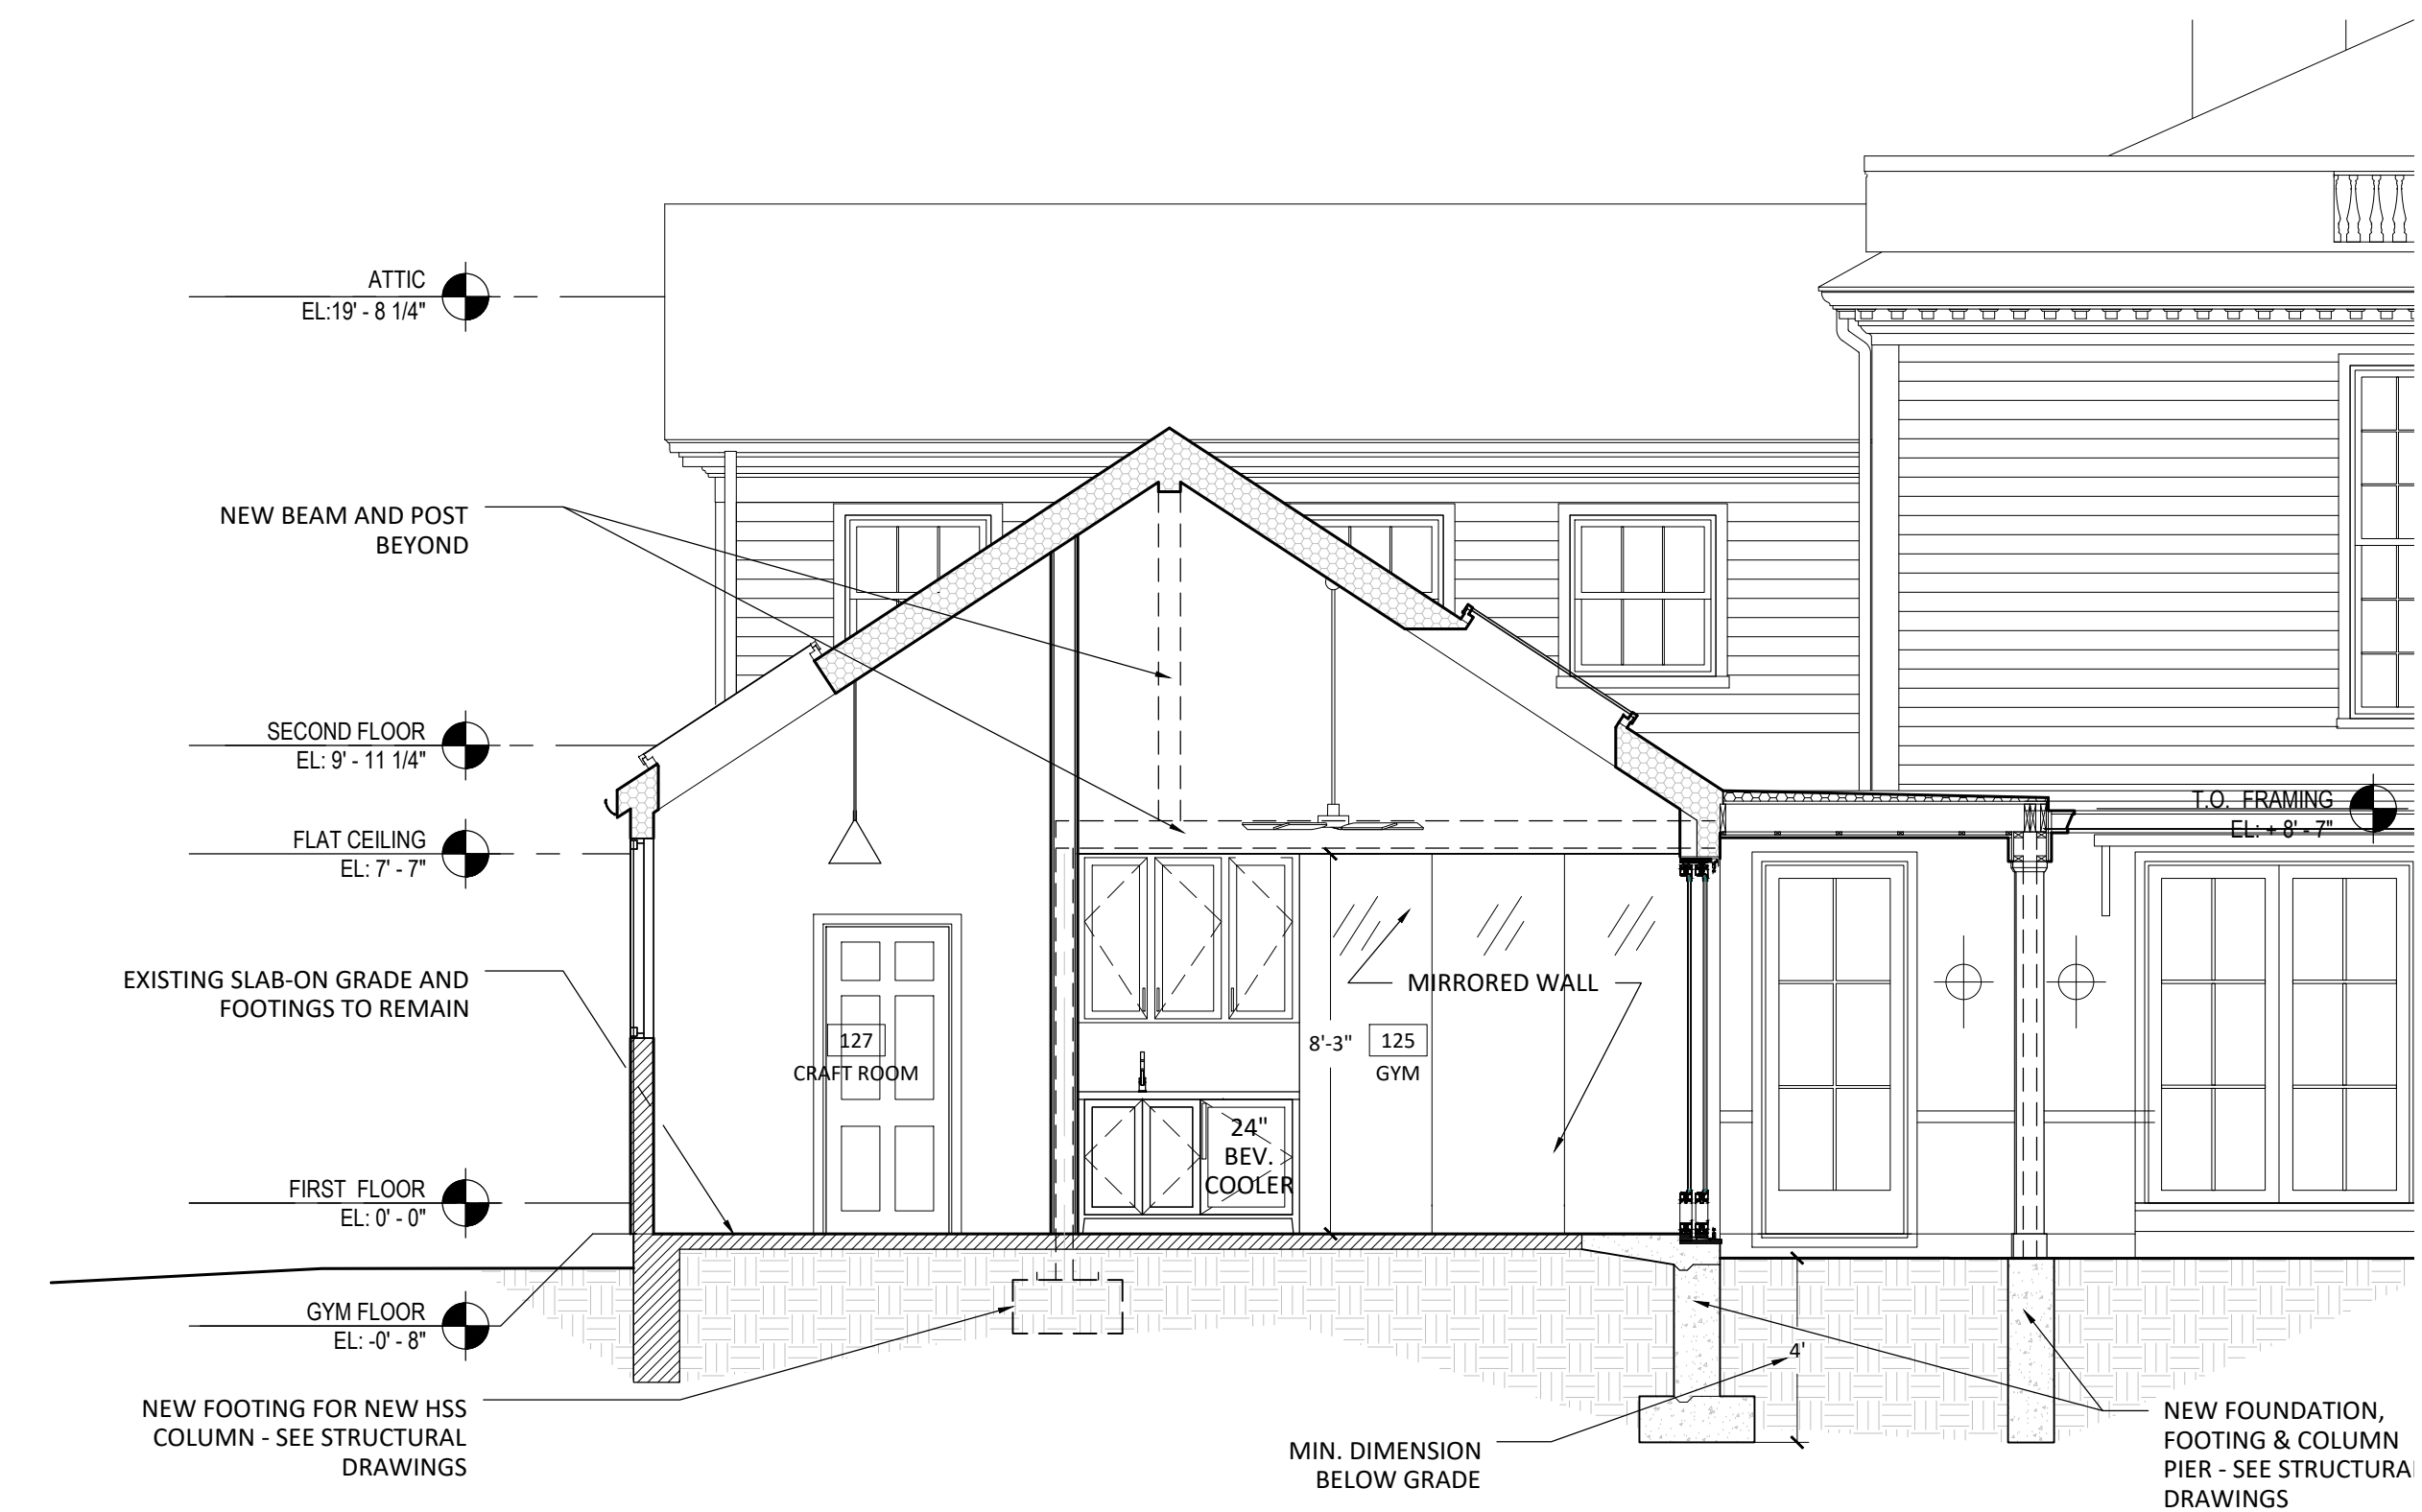 ATTIC
EL:19' - 8 1/4"
NEW BEAM AND POST
BEYOND
SECOND FLOOR
EL: 9' - 11 1/4"
T.O. FRAMING
EL: + 8' - 7"
FLAT CEILING
EL: 7' - 7"
EXISTING SLAB-ON GRADE AND
FOOTINGS TO REMAIN
MIRRORED WALL
127
CRAFT ROOM
8'-3"
125
GYM
24"
BEV.
COOLER
FIRST FLOOR
EL: 0' - 0"
GYM FLOOR
EL: -0' - 8"
4'
NEW FOOTING FOR NEW HSS
COLUMN - SEE STRUCTURAL
DRAWINGS
MIN. DIMENSION
BELOW GRADE
NEW FOUNDATION,
FOOTING & COLUMN
PIER - SEE STRUCTURAL
DRAWINGS